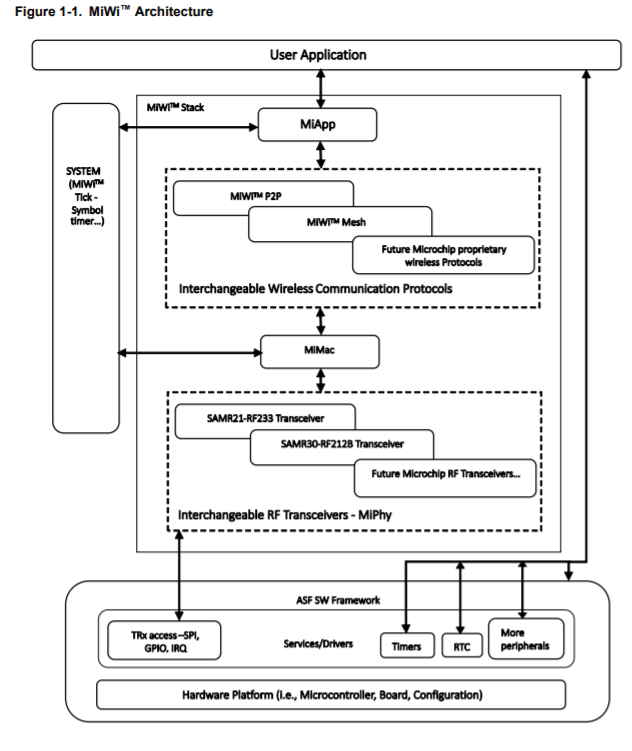 Figure 1-1. MiWi™ Architecture
User Application
MiWi™ Stack
MiApp
SYSTEM
(MiWi™
Tick -
Symbol
timer...)
MiWi™ P2P
MiWi™ Mesh
Future Microchip proprietary
wireless Protocols
Interchangeable Wireless Communication Protocols
MiMac
SAMR21-RF233 Transceiver
SAMR30-RF212B Transceiver
Future Microchip RF Transceivers...
Interchangeable RF Transceivers - MiPhy
ASF SW Framework
TRx access–SPI,
GPIO, IRQ
Services/Drivers
Timers
RTC
More
peripherals
Hardware Platform (i.e., Microcontroller, Board, Configuration)